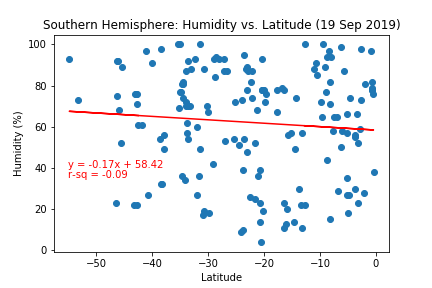 Southern Hemisphere: Humidity vs. Latitude (19 Sep 2019)
100
80
60
40
20
0
Humidity (%)
y = -0.17x + 58.42
r-sq = -0.09
−50
−40
−30
−20
−10
0
Latitude